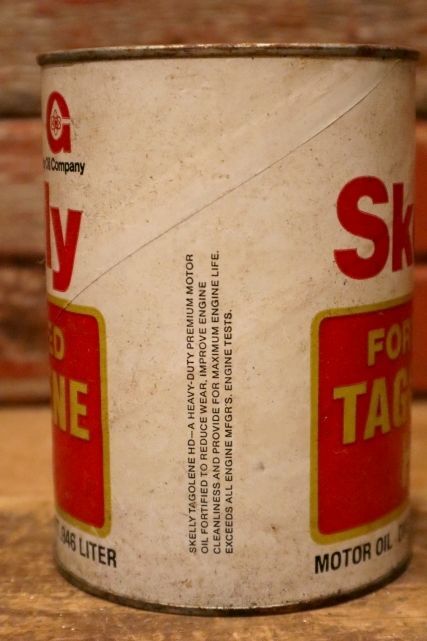 G
Oil Company
ly
ED
NE
.946 LITER
SKELLY TAGOLENE HD—A HEAVY-DUTY PREMIUM MOTOR
OIL FORTIFIED TO REDUCE WEAR, IMPROVE ENGINE
CLEANLINESS AND PROVIDE FOR MAXIMUM ENGINE LIFE.
EXCEEDS ALL ENGINE MFGR'S. ENGINE TESTS.
Sk
FOR
TAG
MOTOR OIL